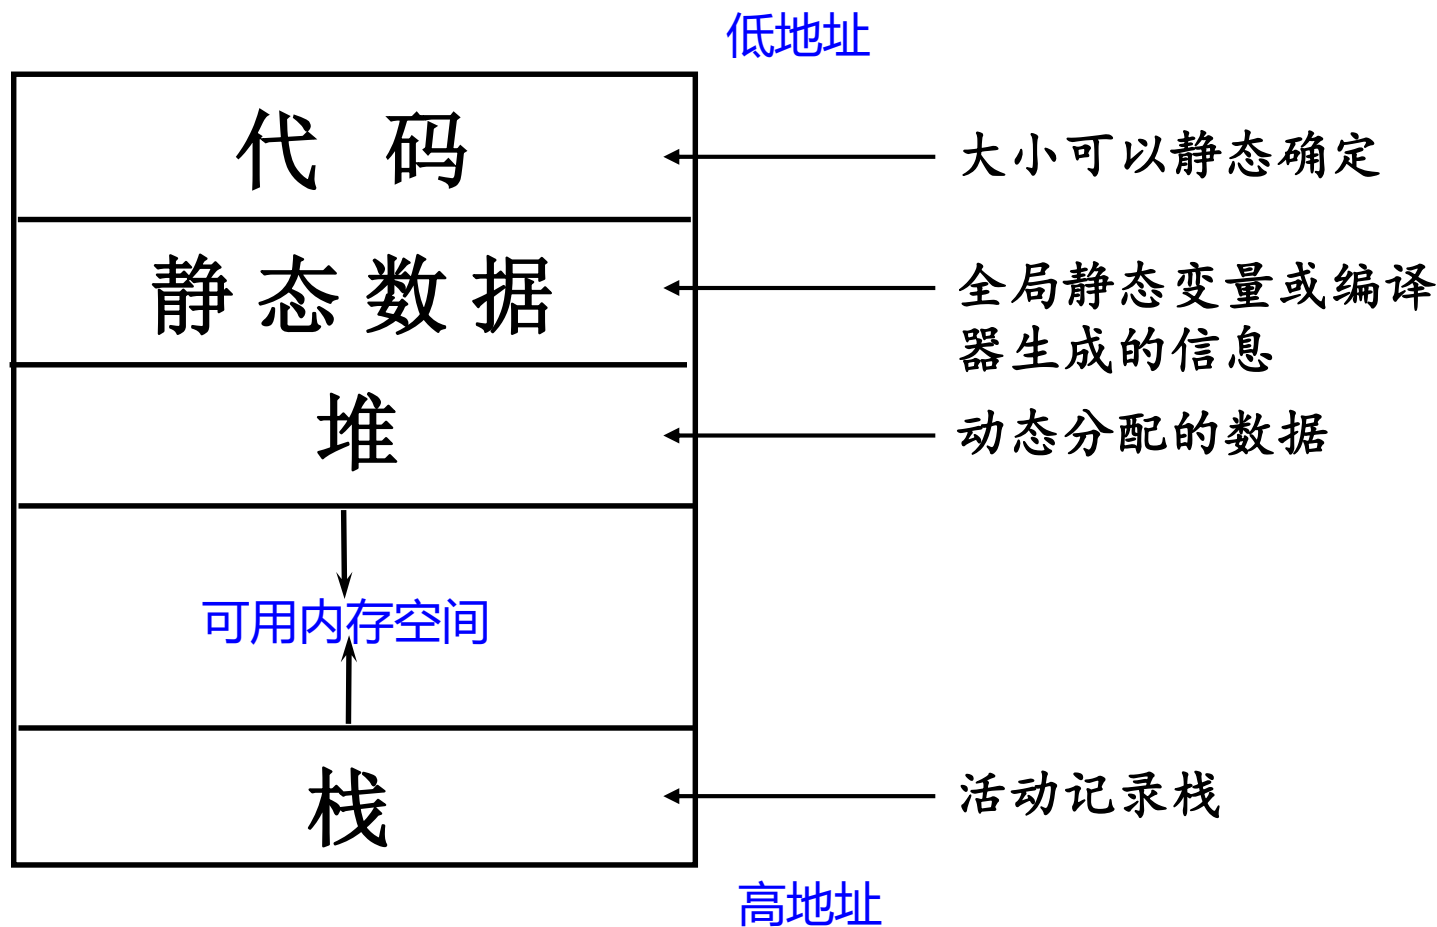 低地址
代码
大小可以静态确定
静态数据
全局静态变量或编译
器生成的信息
堆
动态分配的数据
可用内存空间
栈
活动记录栈
高地址